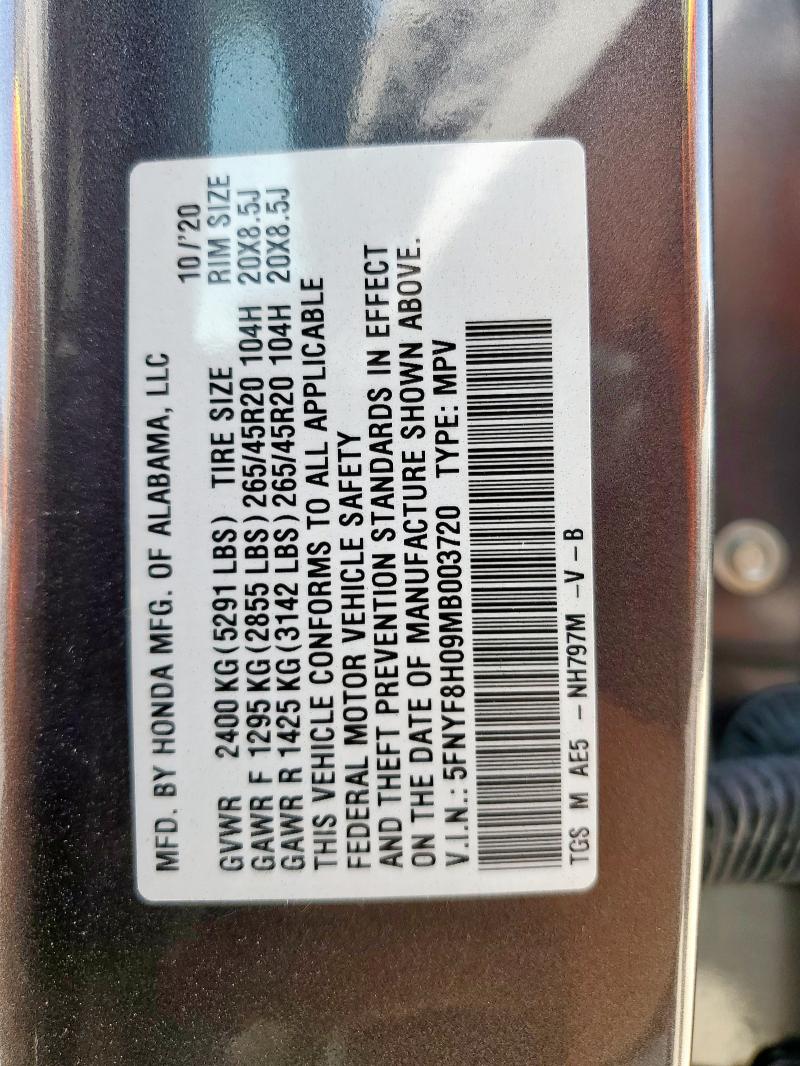 MFD. BY HONDA MFG. OF ALABAMA, LLC 10/'20
GVWR 2400 KG(5291 LBS) TIRE SIZE RIM SIZE
GAWR F 1295 KG(2855 LBS)265/45R20 104H 20X8.5J
GAWR R 1425 KG(3142 LBS)265/45R20 104H 20X8.5J
THIS VEHICLE CONFORMS TO ALL APPLICABLE
FEDERAL MOTOR VEHICLE SAFETY
AND THEFT PREVENTION STANDARDS IN EFFECT
ON THE DATE OF MANUFACTURE SHOWN ABOVE.
V.I.N.: 5FNYF8H09MB003720 TYPE: MPV
TGS M AE5 - NH797M -V - B